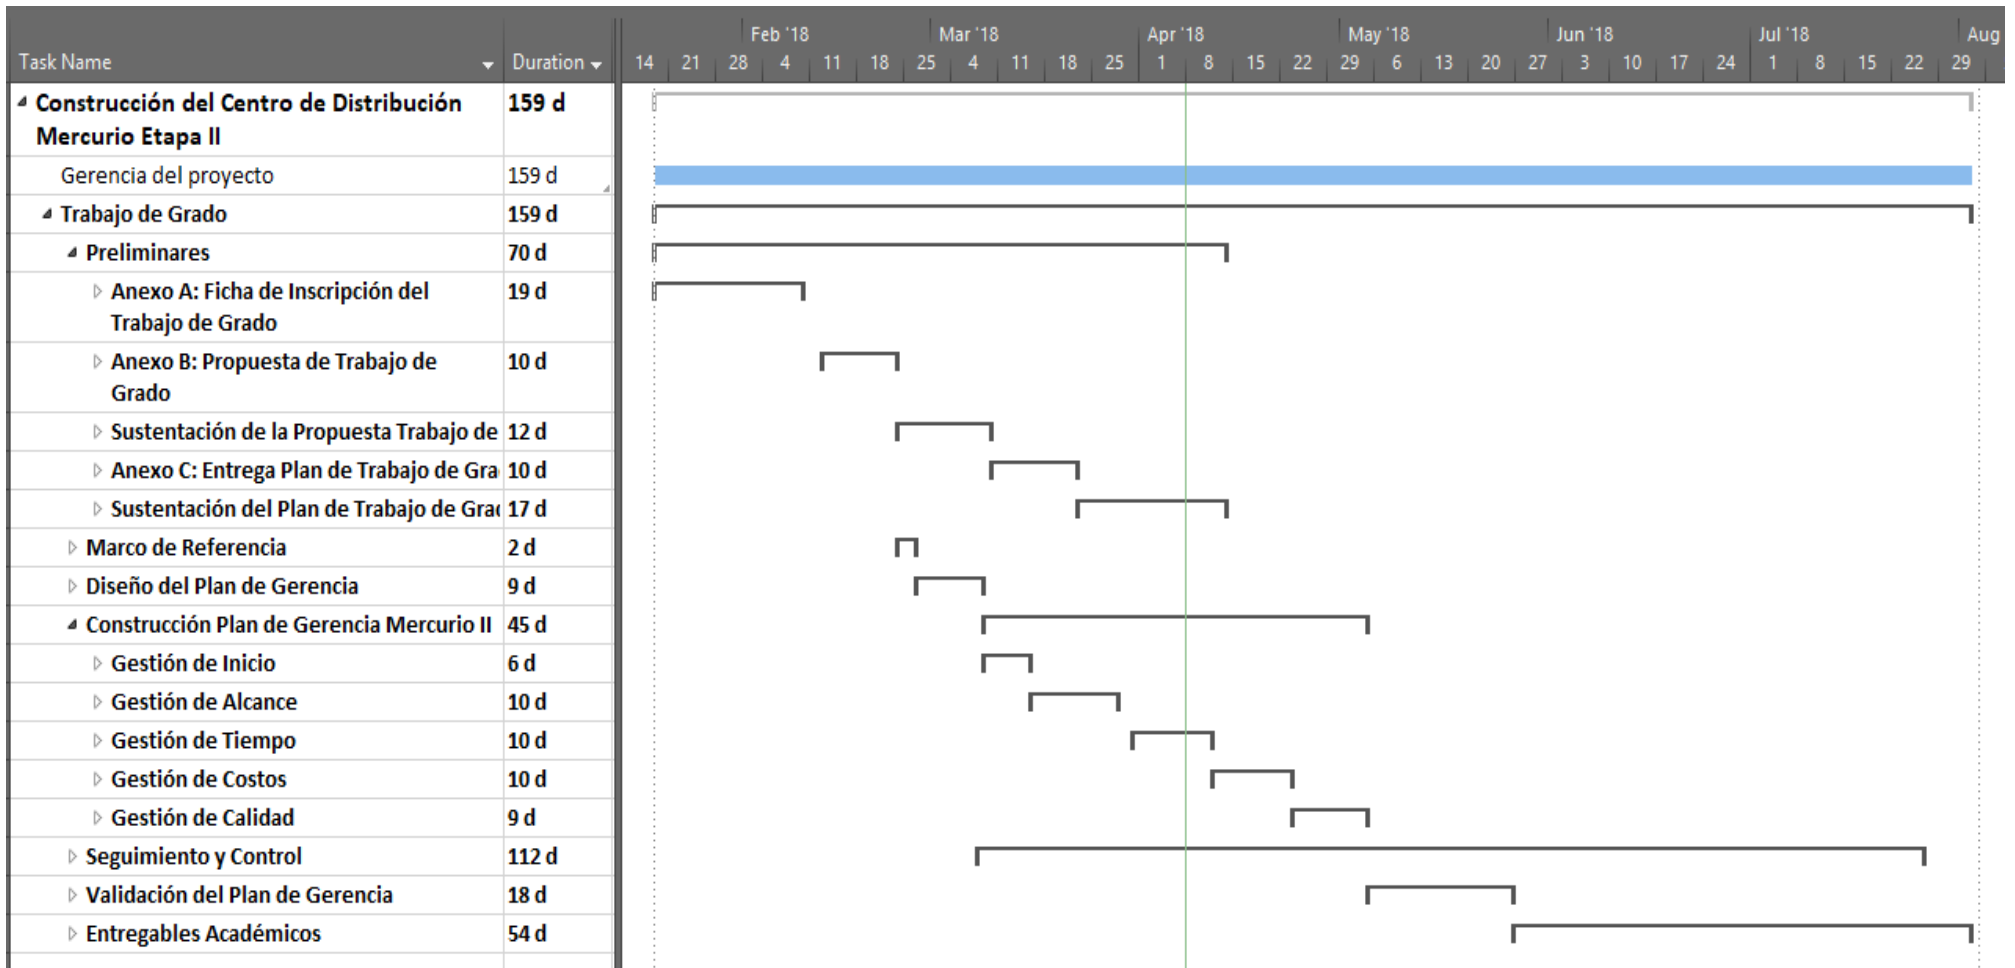 Feb '18 Mar '18 Apr '18 May '18 Jun '18 Jul '18 Aug
Task Name Duration 14 21 28 4 11 18 25 4 11 18 25 1 8 15 22 29 6 13 20 27 3 10 17 24 1 8 15 22 29
Construcción del Centro de Distribución 159 d
Mercurio Etapa II
Gerencia del proyecto 159 d
Trabajo de Grado 159 d
Preliminares 70 d
Anexo A: Ficha de Inscripción del 19 d
Trabajo de Grado
Anexo B: Propuesta de Trabajo de 10 d
Grado
Sustentación de la Propuesta Trabajo de 12 d
Anexo C: Entrega Plan de Trabajo de Gra 10 d
Sustentación del Plan de Trabajo de Gra 17 d
Marco de Referencia 2 d
Diseño del Plan de Gerencia 9 d
Construcción Plan de Gerencia Mercurio II 45 d
Gestión de Inicio 6 d
Gestión de Alcance 10 d
Gestión de Tiempo 10 d
Gestión de Costos 10 d
Gestión de Calidad 9 d
Seguimiento y Control 112 d
Validación del Plan de Gerencia 18 d
Entregables Académicos 54 d